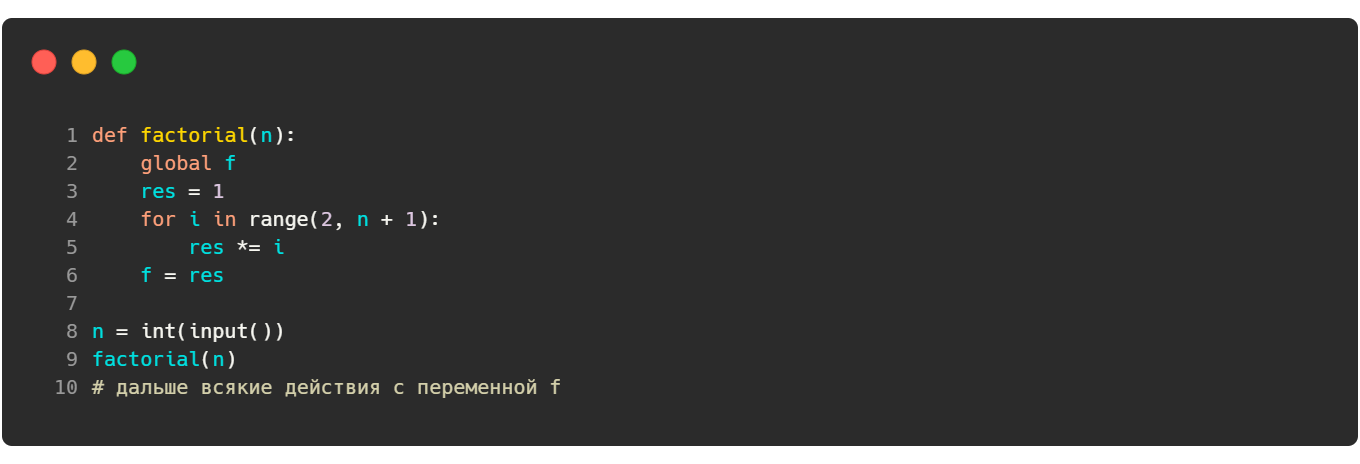 1 def factorial(n):
2     global f
3     res = 1
4     for i in range(2, n + 1):
5         res *= i
6     f = res
7
8 n = int(input())
9 factorial(n)
10 # дальше всякие действия с переменной f